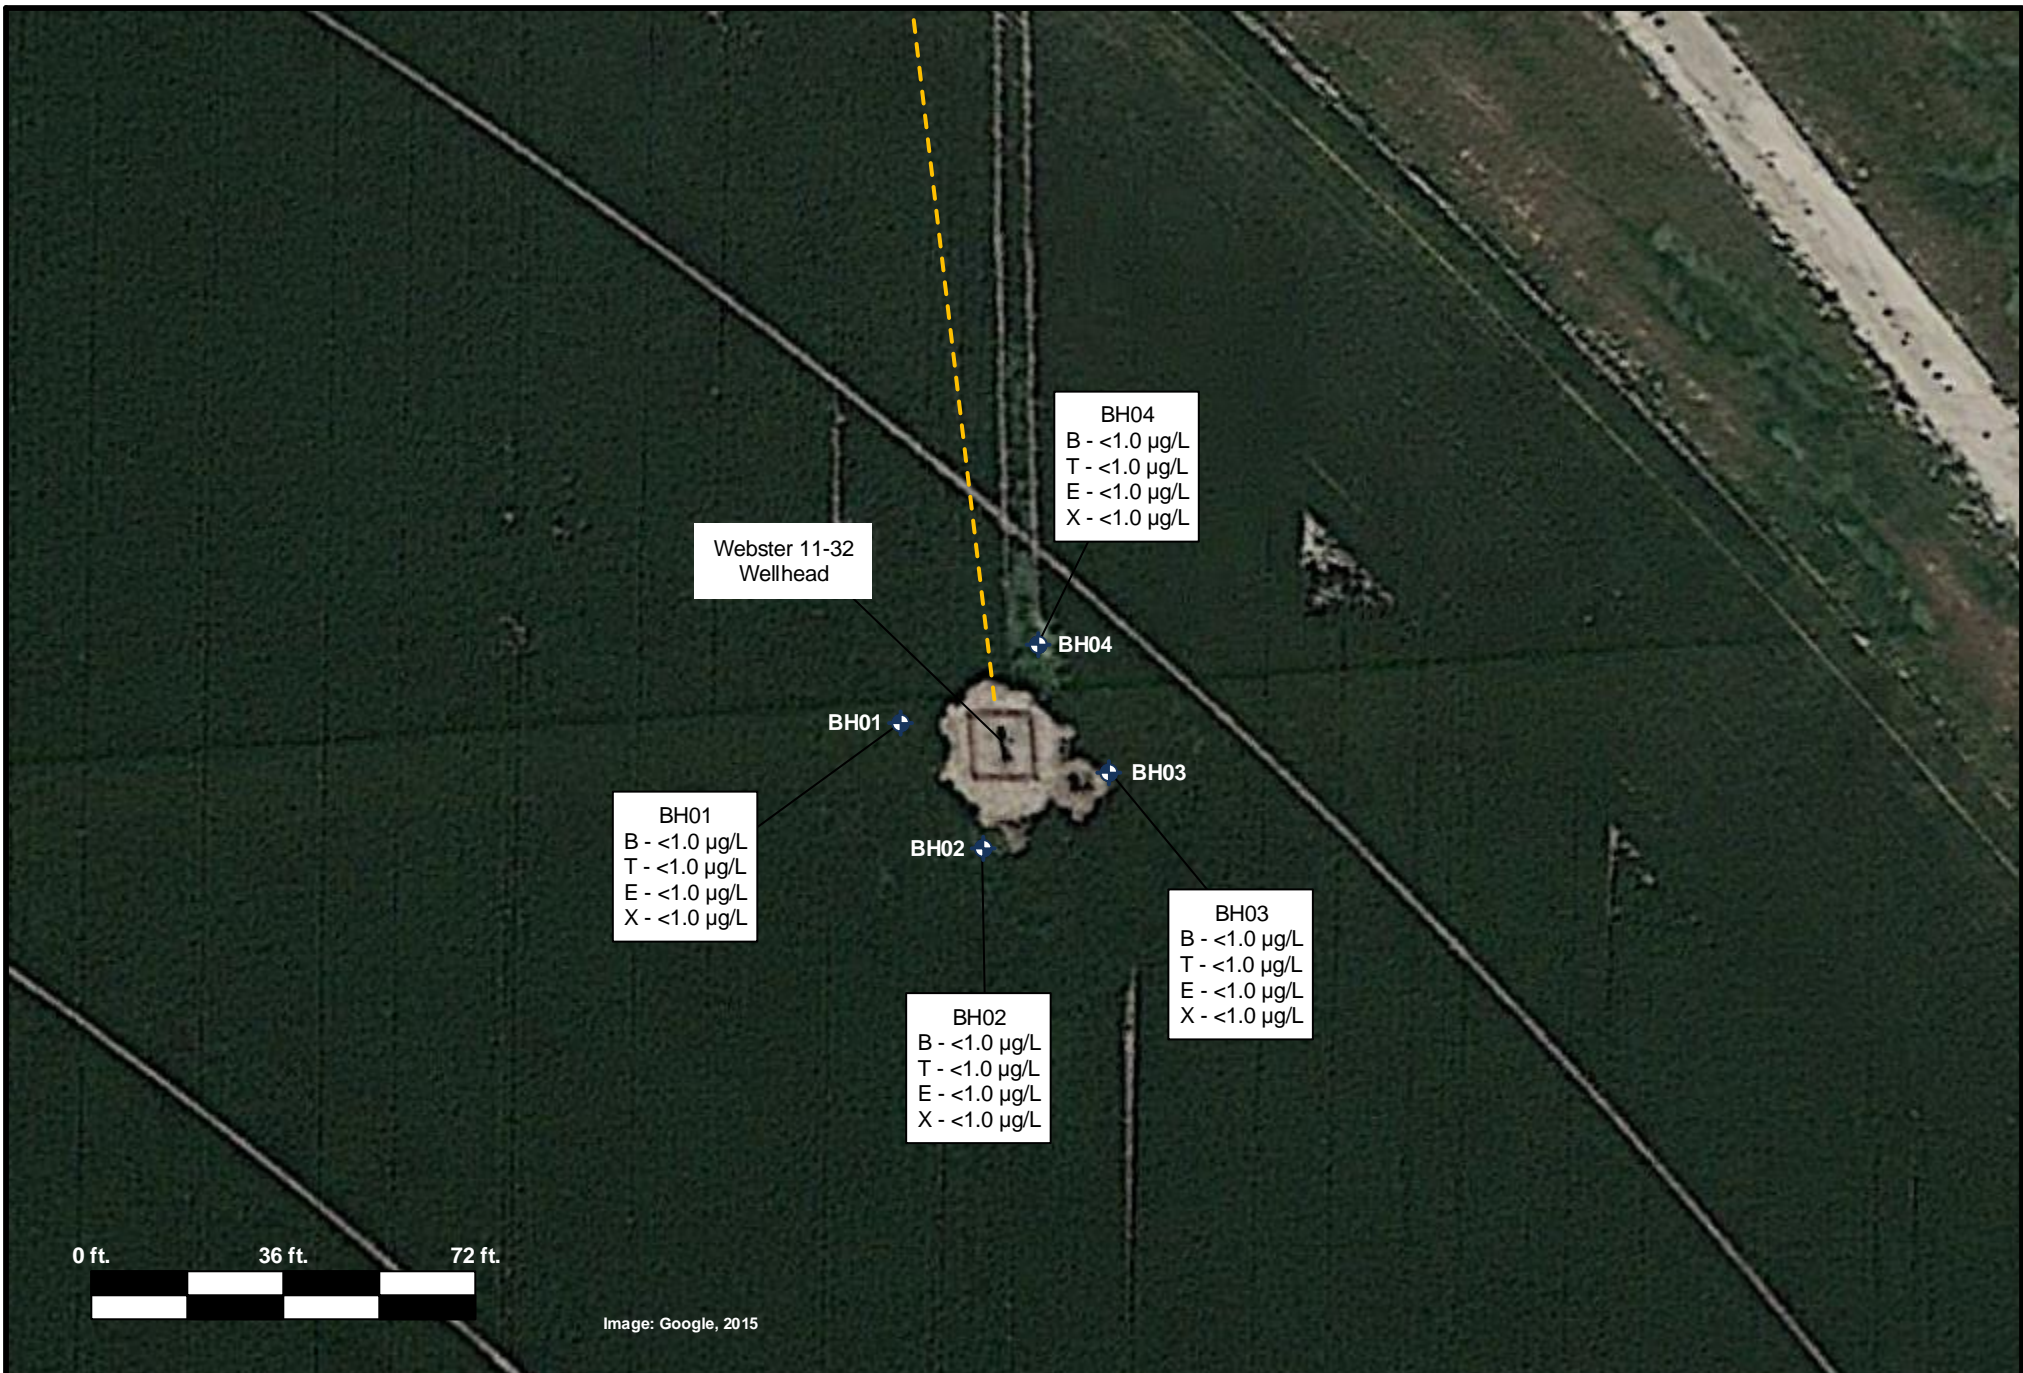 BH04
B - <1.0 µg/L
T - <1.0 µg/L
E - <1.0 µg/L
X - <1.0 µg/L
Webster 11-32
Wellhead
BH04
BH01
BH03
BH01
B - <1.0 µg/L
T - <1.0 µg/L
E - <1.0 µg/L
X - <1.0 µg/L
BH02
BH03
B - <1.0 µg/L
T - <1.0 µg/L
E - <1.0 µg/L
X - <1.0 µg/L
BH02
B - <1.0 µg/L
T - <1.0 µg/L
E - <1.0 µg/L
X - <1.0 µg/L
0 ft.
36 ft.
72 ft.
Image: Google, 2015